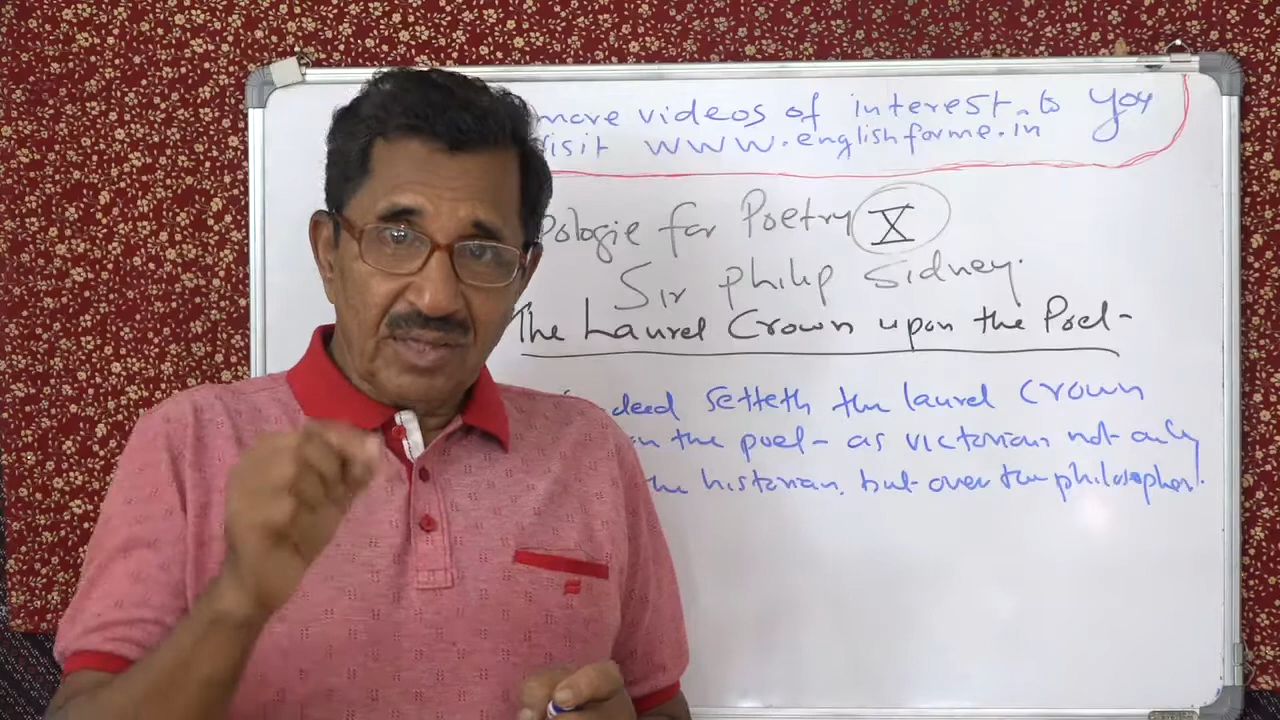 more videos of interest to you
visit www.englishforme.in
Pologie for Poetry X
Sir Philip Sidney.
The Laurel Crown upon the Poet-
deed setteth the laurel crown
on the poet- as victorian not only
the historian, but over the philosopher.